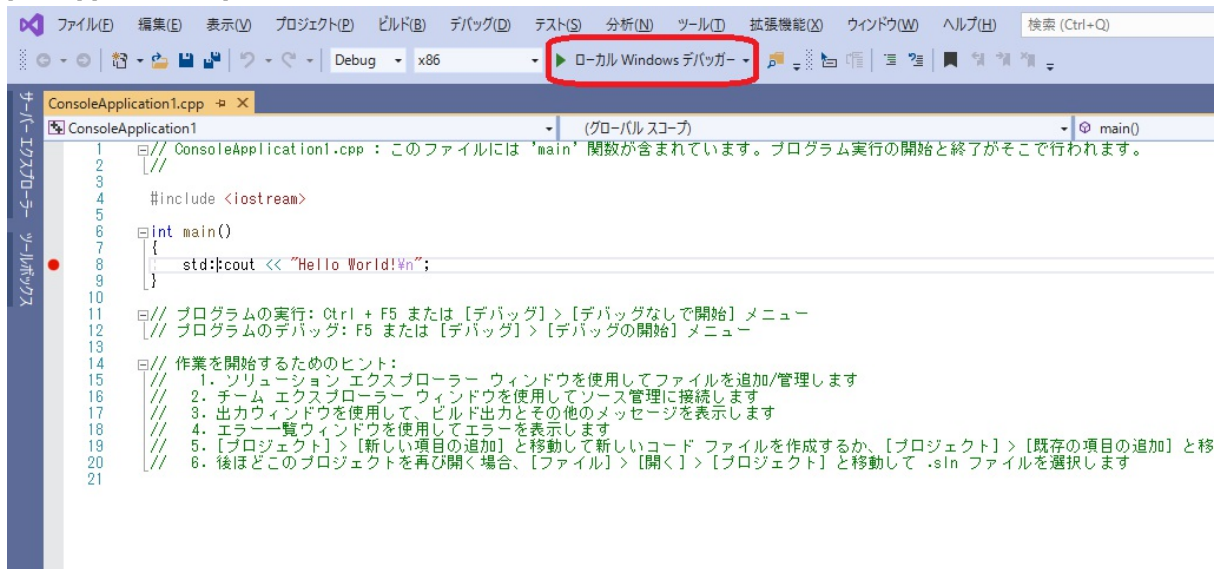 ファイル(F) 編集(E) 表示(V) プロジェクト(P) ビルド(B) デバッグ(D) テスト(S) 分析(N) ツール(T) 拡張機能(X) ウィンドウ(W) ヘルプ(H) 検索 (Ctrl+Q)
Debug x86 ローカル Windows デバッガー
サーバー エクスプローラー
ツールボックス
ConsoleApplication1.cpp
ConsoleApplication1 (グローバル スコープ) main()
1 // ConsoleApplication1.cpp : このファイルには 'main' 関数が含まれています。プログラム実行の開始と終了がそこで行われます。
2 //
3
4 #include <iostream>
5
6 int main()
7 {
8 std::cout << "Hello World!¥n";
9 }
10
11 // プログラムの実行: Ctrl + F5 または [デバッグ] > [デバッグなしで開始] メニュー
12 // プログラムのデバッグ: F5 または [デバッグ] > [デバッグの開始] メニュー
13
14 // 作業を開始するためのヒント:
15 // 1. ソリューション エクスプローラー ウィンドウを使用してファイルを追加/管理します
16 // 2. チーム エクスプローラー ウィンドウを使用してソース管理に接続します
17 // 3. 出力ウィンドウを使用して、ビルド出力とその他のメッセージを表示します
18 // 4. エラー一覧ウィンドウを使用してエラーを表示します
19 // 5. [プロジェクト] > [新しい項目の追加] と移動して新しいコード ファイルを作成するか、[プロジェクト] > [既存の項目の追加] と移
20 // 6. 後ほどこのプロジェクトを再び開く場合、[ファイル] > [開く] > [プロジェクト] と移動して .sln ファイルを選択します
21